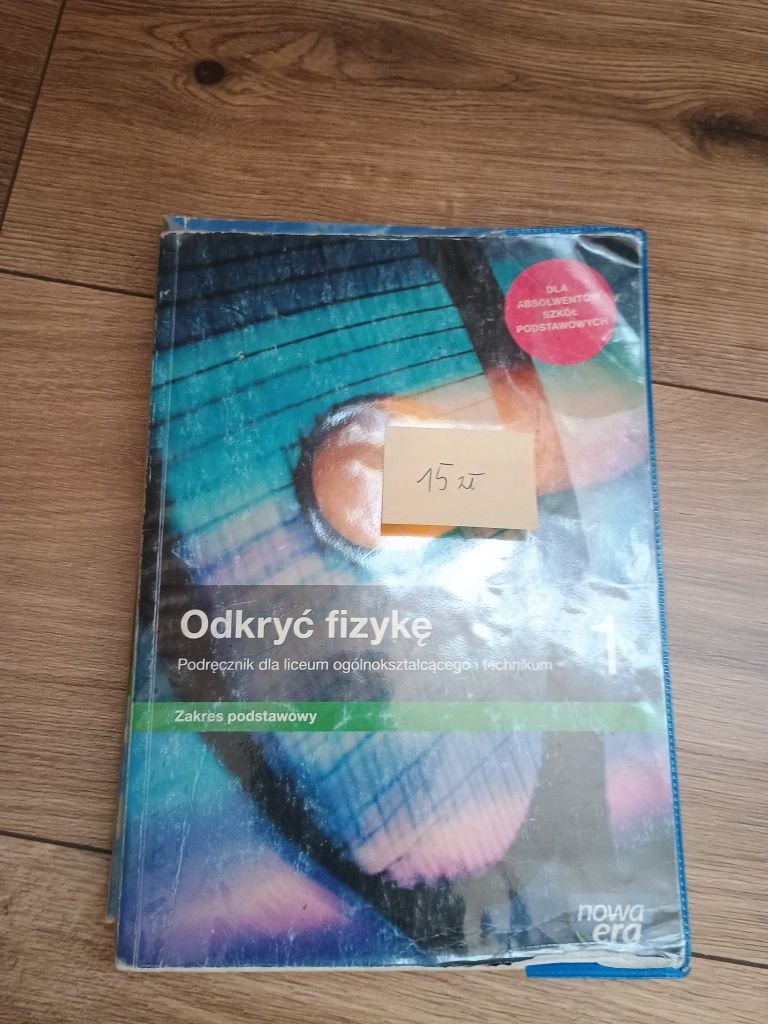 DLA
ABSOLWENTÓW
SZKÓŁ
PODSTAWOWYCH
15 zł
Odkryć fizykę
1
Podręcznik dla liceum ogólnokształcącego i technikum
Zakres podstawowy
nowa
era